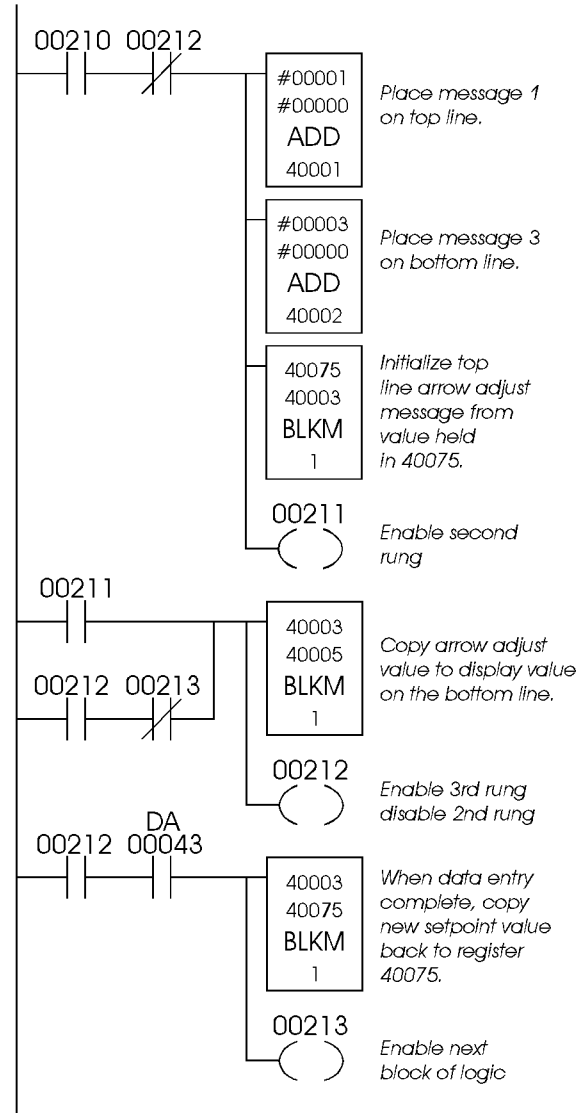 00210 00212
#00001
#00000
ADD
40001
Place message 1
on top line.
#00003
#00000
ADD
40002
Place message 3
on bottom line.
40075
40003
BLKM
1
Initialize top
line arrow adjust
message from
value held
in 40075.
00211
Enable second
rung
00211
40003
40005
BLKM
1
Copy arrow adjust
value to display value
on the bottom line.
00212 00213
00212
Enable 3rd rung
disable 2nd rung
DA
00212 00043
40003
40075
BLKM
1
When data entry
complete, copy
new setpoint value
back to register
40075.
00213
Enable next
block of logic